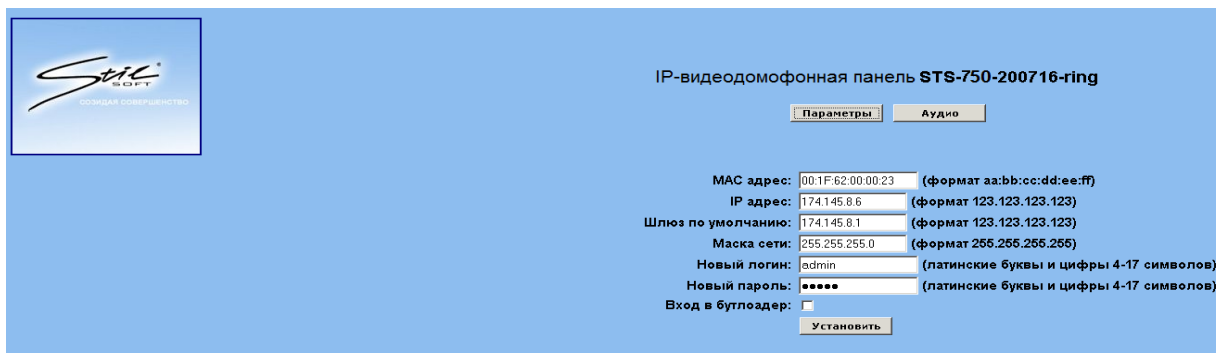 Stil
SOFT
СОЗИДАЯ СОВЕРШЕНСТВО
IP-видеодомофонная панель STS-750-200716-ring
Параметры Аудио
MAC адрес: 00:1F:62:00:00:23 (формат aa:bb:cc:dd:ee:ff)
IP адрес: 174.145.8.6 (формат 123.123.123.123)
Шлюз по умолчанию: 174.145.8.1 (формат 123.123.123.123)
Маска сети: 255.255.255.0 (формат 255.255.255.255)
Новый логин: admin (латинские буквы и цифры 4-17 символов)
Новый пароль: ●●●●● (латинские буквы и цифры 4-17 символов)
Вход в бутлоадер:
Установить